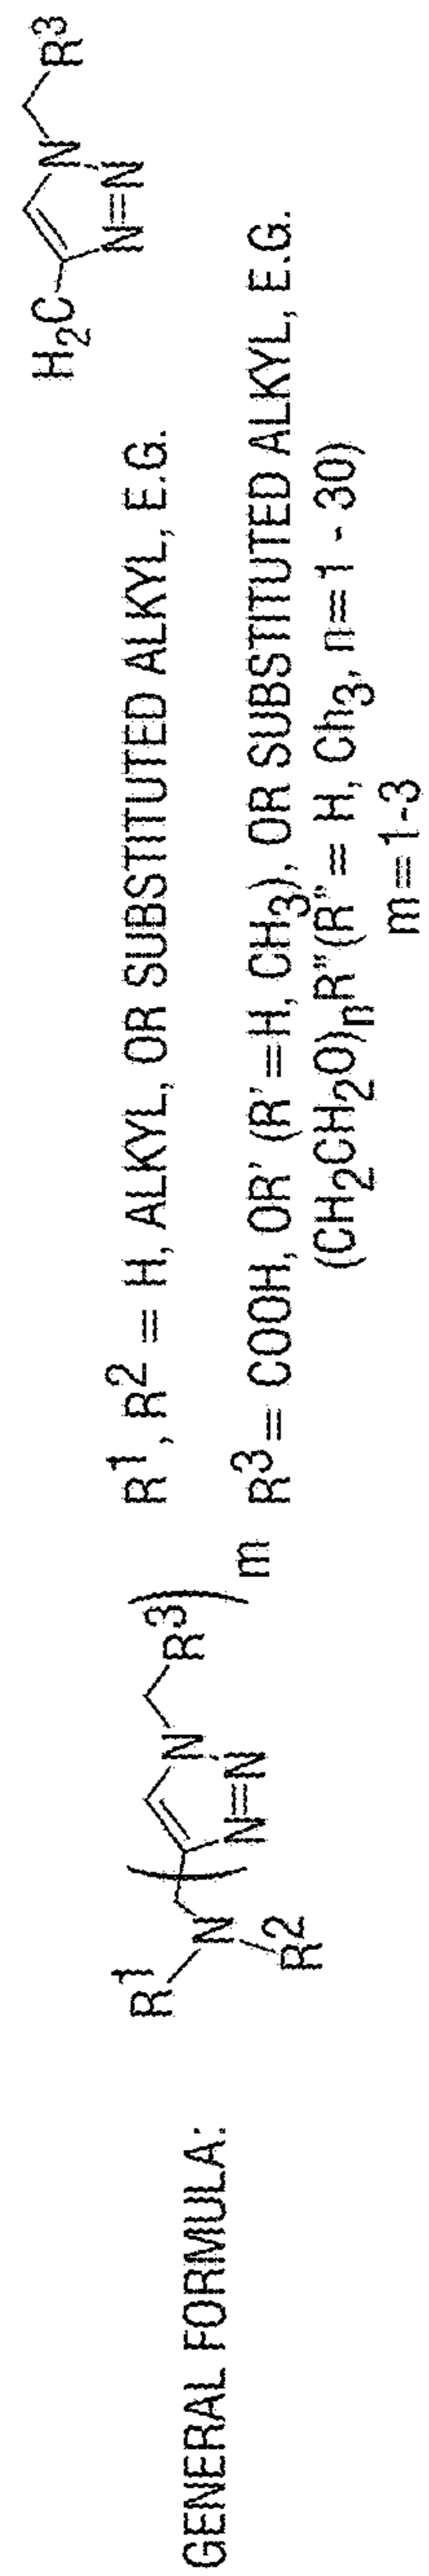 GENERAL FORMULA:
R¹
N
R²
N
N=N
R³
m
R¹, R² = H, ALKYL, OR SUBSTITUTED ALKYL, E.G.
H₂C
N
N=N
R³
R³ = COOH, OR' (R' =H, CH₃), OR SUBSTITUTED ALKYL, E.G.
(CH₂CH₂O)ₙR"(R" = H, Ch₃, n=1 - 30)
m=1-3